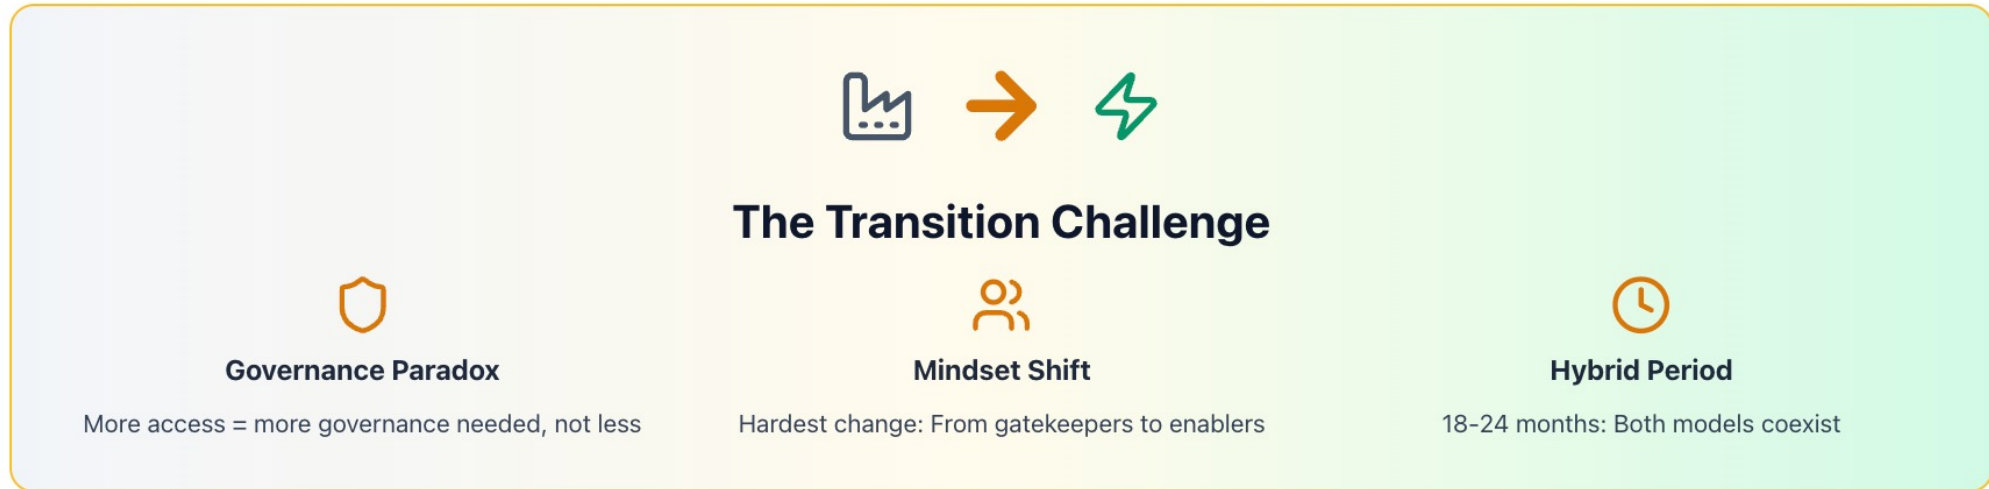 The Transition Challenge
Governance Paradox
More access = more governance needed, not less
Mindset Shift
Hardest change: From gatekeepers to enablers
Hybrid Period
18-24 months: Both models coexist